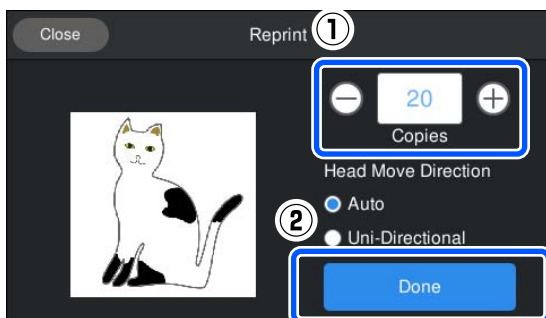 Close
Reprint
①
20
Copies
Head Move Direction
Auto
②
Uni-Directional
Done